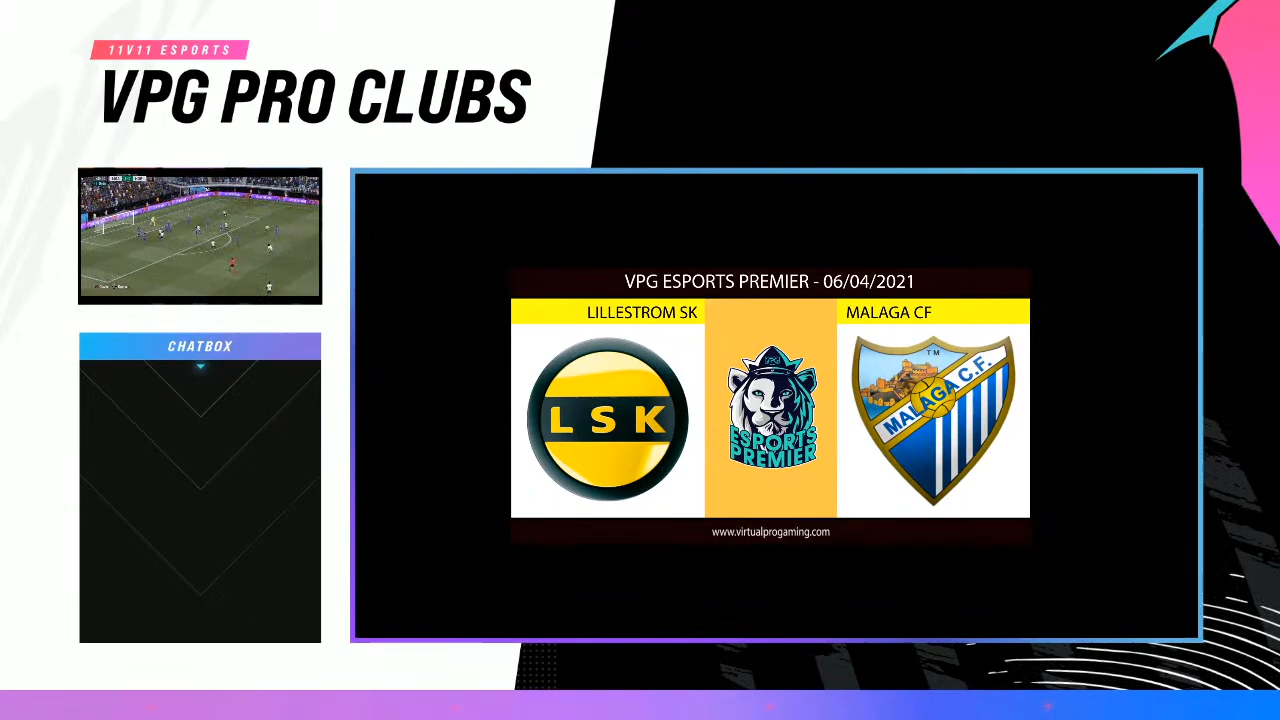 11V11 ESPORTS
VPG PRO CLUBS
CHATBOX
VPG ESPORTS PREMIER - 06/04/2021
LILLESTROM SK
MALAGA CF
LSK
VPG
ESPORTS
PREMIER
TM
MALAGA C.F.
www.virtualprogaming.com